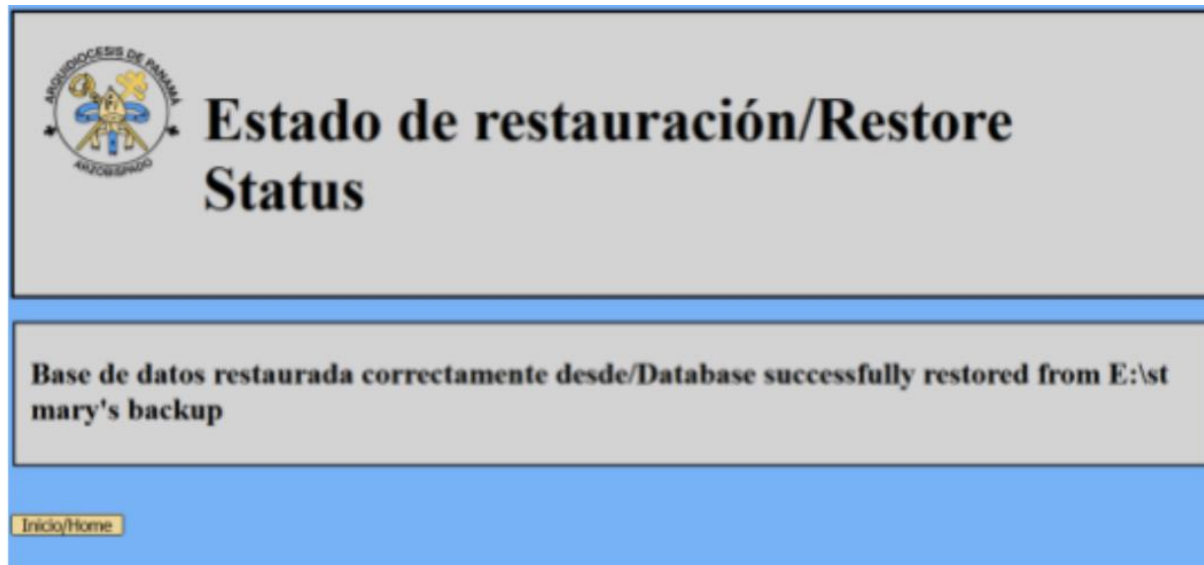 ARQUIDIOCESIS DE PANAMÁ
ARZOBISPADO
Estado de restauración/Restore
Status
Base de datos restaurada correctamente desde/Database successfully restored from E:\st
mary's backup
Inicio/Home